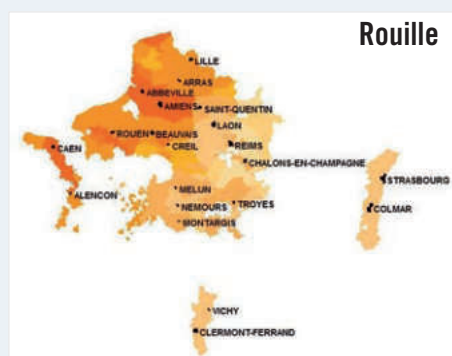 Rouille
LILLE
ARRAS
ABBEVILLE
AMIENS
SAINT-QUENTIN
LAON
ROUEN
BEAUVAIS
CAEN
CREIL
REIMS
CHALONS-EN-CHAMPAGNE
STRASBOURG
MELUN
ALENCON
NEMOURS
TROYES
COLMAR
MONTARGIS
VICHY
CLERMONT-FERRAND